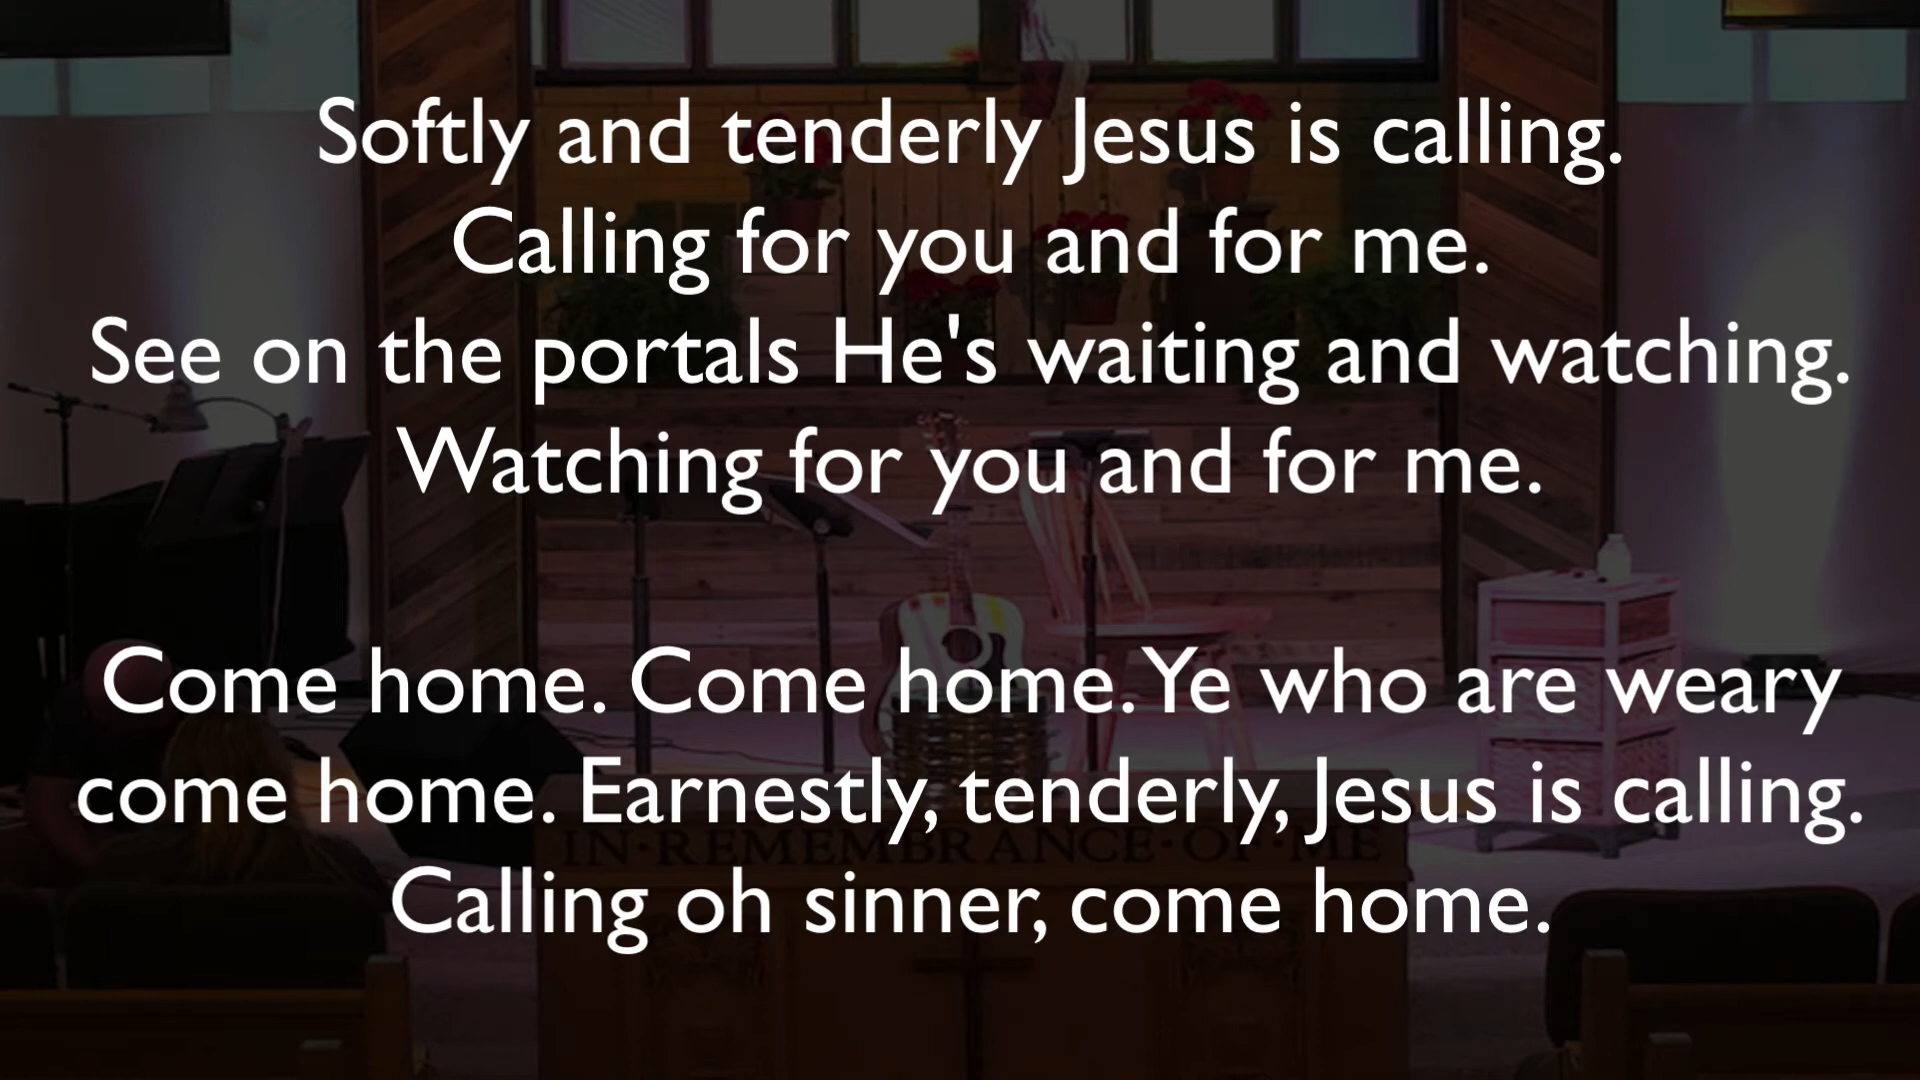 Softly and tenderly Jesus is calling.
Calling for you and for me.
See on the portals He's waiting and watching.
Watching for you and for me.
Come home. Come home. Ye who are weary
come home. Earnestly, tenderly, Jesus is calling.
IN·REMEMBRANCE·OF·ME
Calling oh sinner, come home.